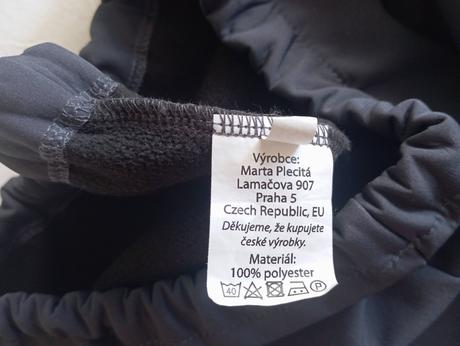 Výrobce:
Marta Plecitá
Lamačova 907
Praha 5
Czech Republic, EU
Děkujeme, že kupujete
české výrobky.
Materiál:
100% polyester
40 P